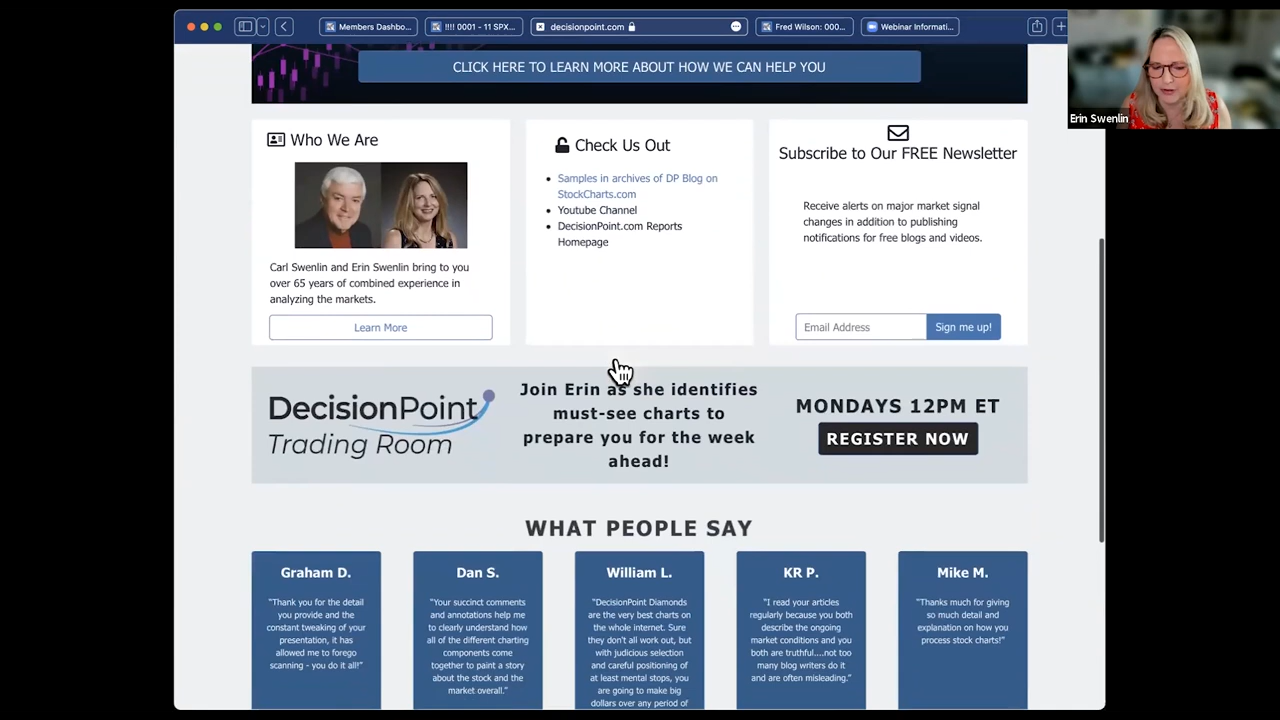 Members Dashbo...
!!!! 0001 - 11 SPX...
decisionpoint.com
Fred Wilson: 000...
Webinar Informati...
CLICK HERE TO LEARN MORE ABOUT HOW WE CAN HELP YOU
Erin Swenlin
Who We Are
Carl Swenlin and Erin Swenlin bring to you
over 65 years of combined experience in
analyzing the markets.
Learn More
Check Us Out
Samples in archives of DP Blog on
StockCharts.com
Youtube Channel
DecisionPoint.com Reports
Homepage
Subscribe to Our FREE Newsletter
Receive alerts on major market signal
changes in addition to publishing
notifications for free blogs and videos.
Email Address
Sign me up!
DecisionPoint
Trading Room
Join Erin as she identifies
must-see charts to
prepare you for the week
ahead!
MONDAYS 12PM ET
REGISTER NOW
WHAT PEOPLE SAY
Graham D.
"Thank you for the detail
you provide and the
constant tweaking of your
presentation, it has
allowed me to forego
scanning - you do it all!"
Dan S.
"Your succinct comments
and annotations help me
to clearly understand how
all of the different charting
components come
together to paint a story
about the stock and the
market overall."
William L.
"DecisionPoint Diamonds
are the very best charts on
the whole internet. Sure
they don't all work out, but
with judicious selection
and careful positioning of
at least mental stops, you
are going to make big
dollars over any period of
KR P.
"I read your articles
regularly because you both
describe the ongoing
market conditions and you
both are truthful....not too
many blog writers do it
and are often misleading."
Mike M.
"Thanks much for giving
so much detail and
explanation on how you
process stock charts!"